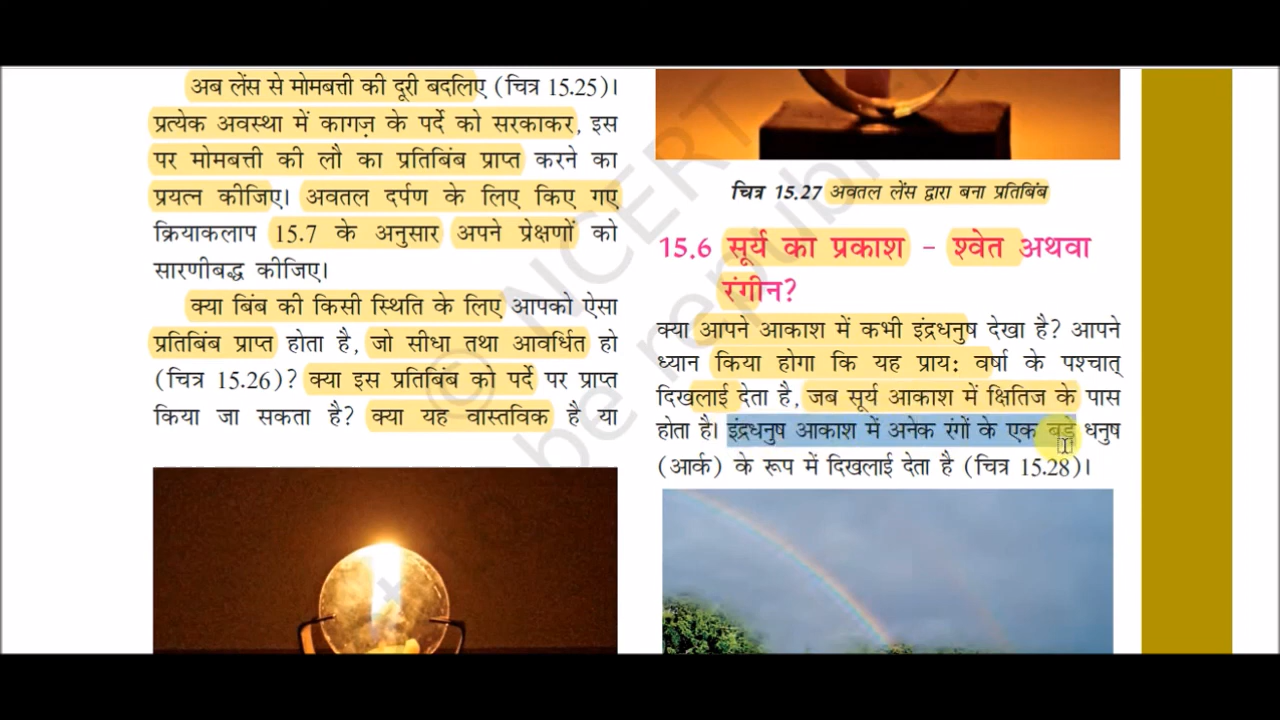 अब लेंस से मोमबत्ती की दूरी बदलिए (चित्र 15.25)।
प्रत्येक अवस्था में कागज़ के पर्दे को सरकाकर, इस
पर मोमबत्ती की लौ का प्रतिबिंब प्राप्त करने का
प्रयत्न कीजिए। अवतल दर्पण के लिए किए गए
क्रियाकलाप 15.7 के अनुसार अपने प्रेक्षणों को
सारणीबद्ध कीजिए।
क्या बिंब की किसी स्थिति के लिए आपको ऐसा
प्रतिबिंब प्राप्त होता है, जो सीधा तथा आवर्धित हो
(चित्र 15.26)? क्या इस प्रतिबिंब को पर्दे पर प्राप्त
किया जा सकता है? क्या यह वास्तविक है या
चित्र 15.27 अवतल लेंस द्वारा बना प्रतिबिंब
15.6 सूर्य का प्रकाश - श्वेत अथवा
रंगीन?
क्या आपने आकाश में कभी इंद्रधनुष देखा है? आपने
ध्यान किया होगा कि यह प्राय: वर्षा के पश्चात्
दिखलाई देता है, जब सूर्य आकाश में क्षितिज के पास
होता है। इंद्रधनुष आकाश में अनेक रंगों के एक बड़े धनुष
(आर्क) के रूप में दिखलाई देता है (चित्र 15.28)।
© NCERT
be republi